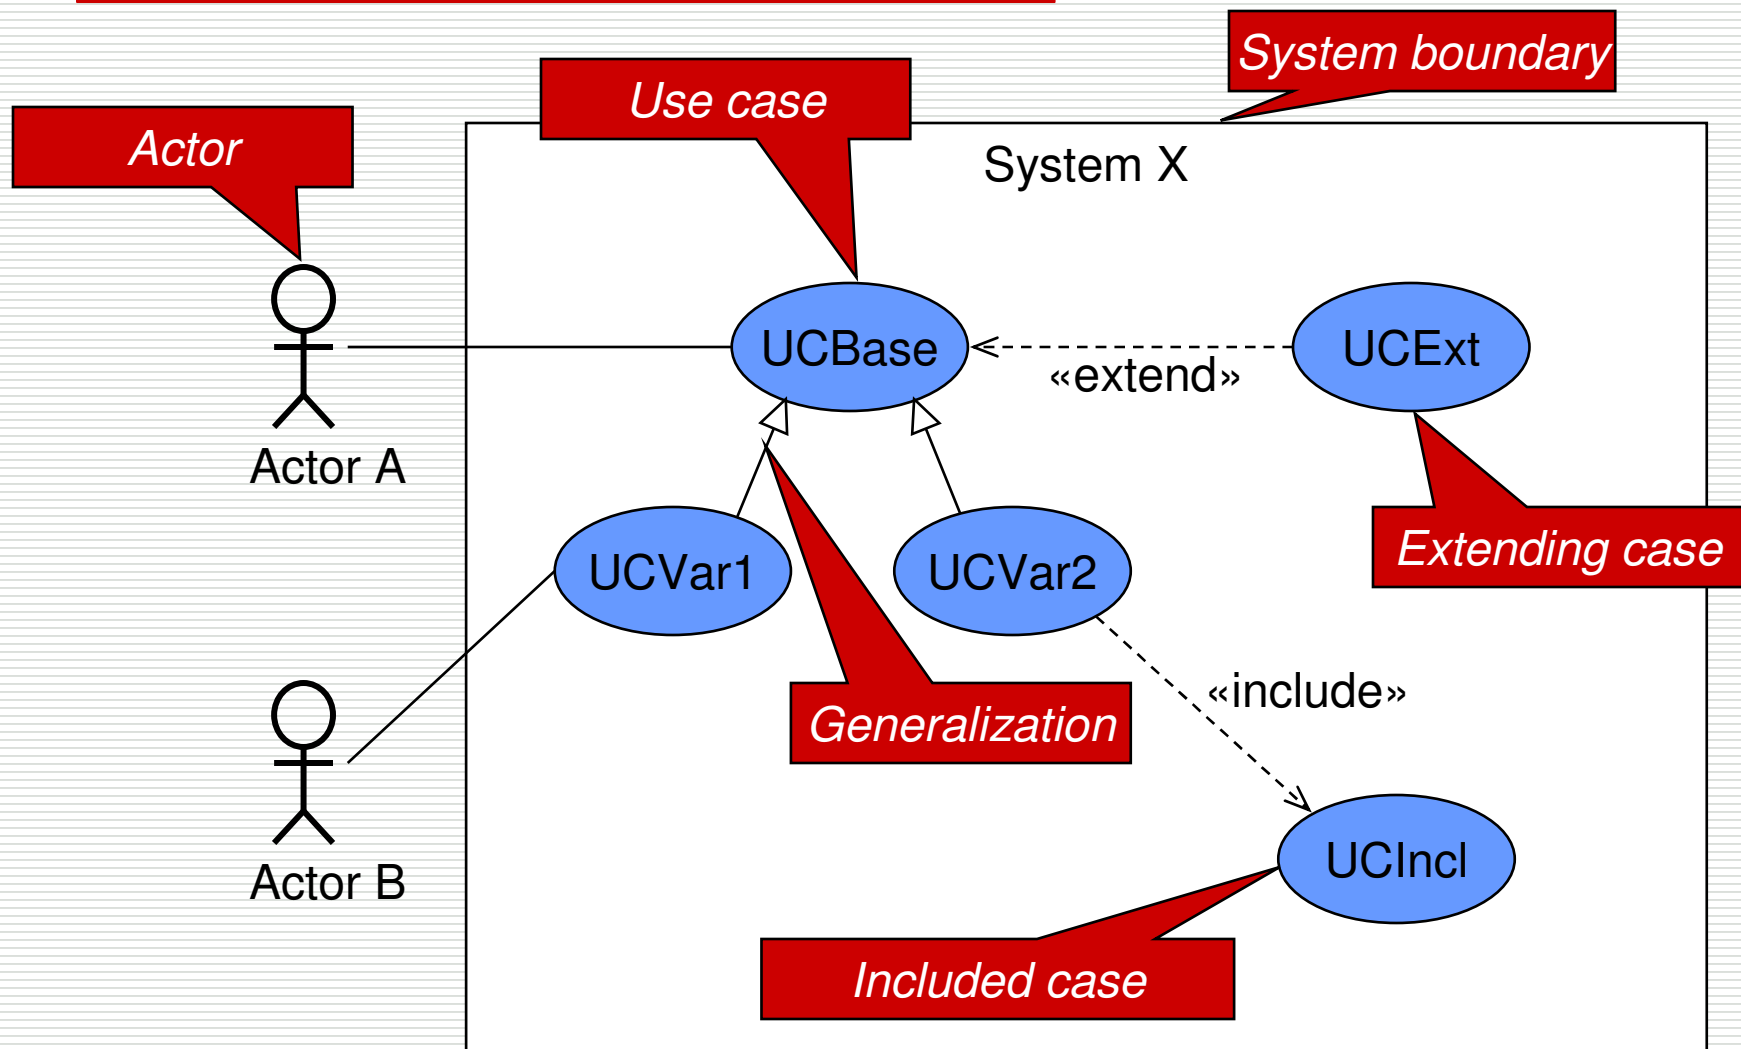 System boundary
Use case
Actor
System X
UCBase
UCExt
«extend»
Actor A
Extending case
UCVar1
UCVar2
«include»
Generalization
UCIncl
Actor B
Included case